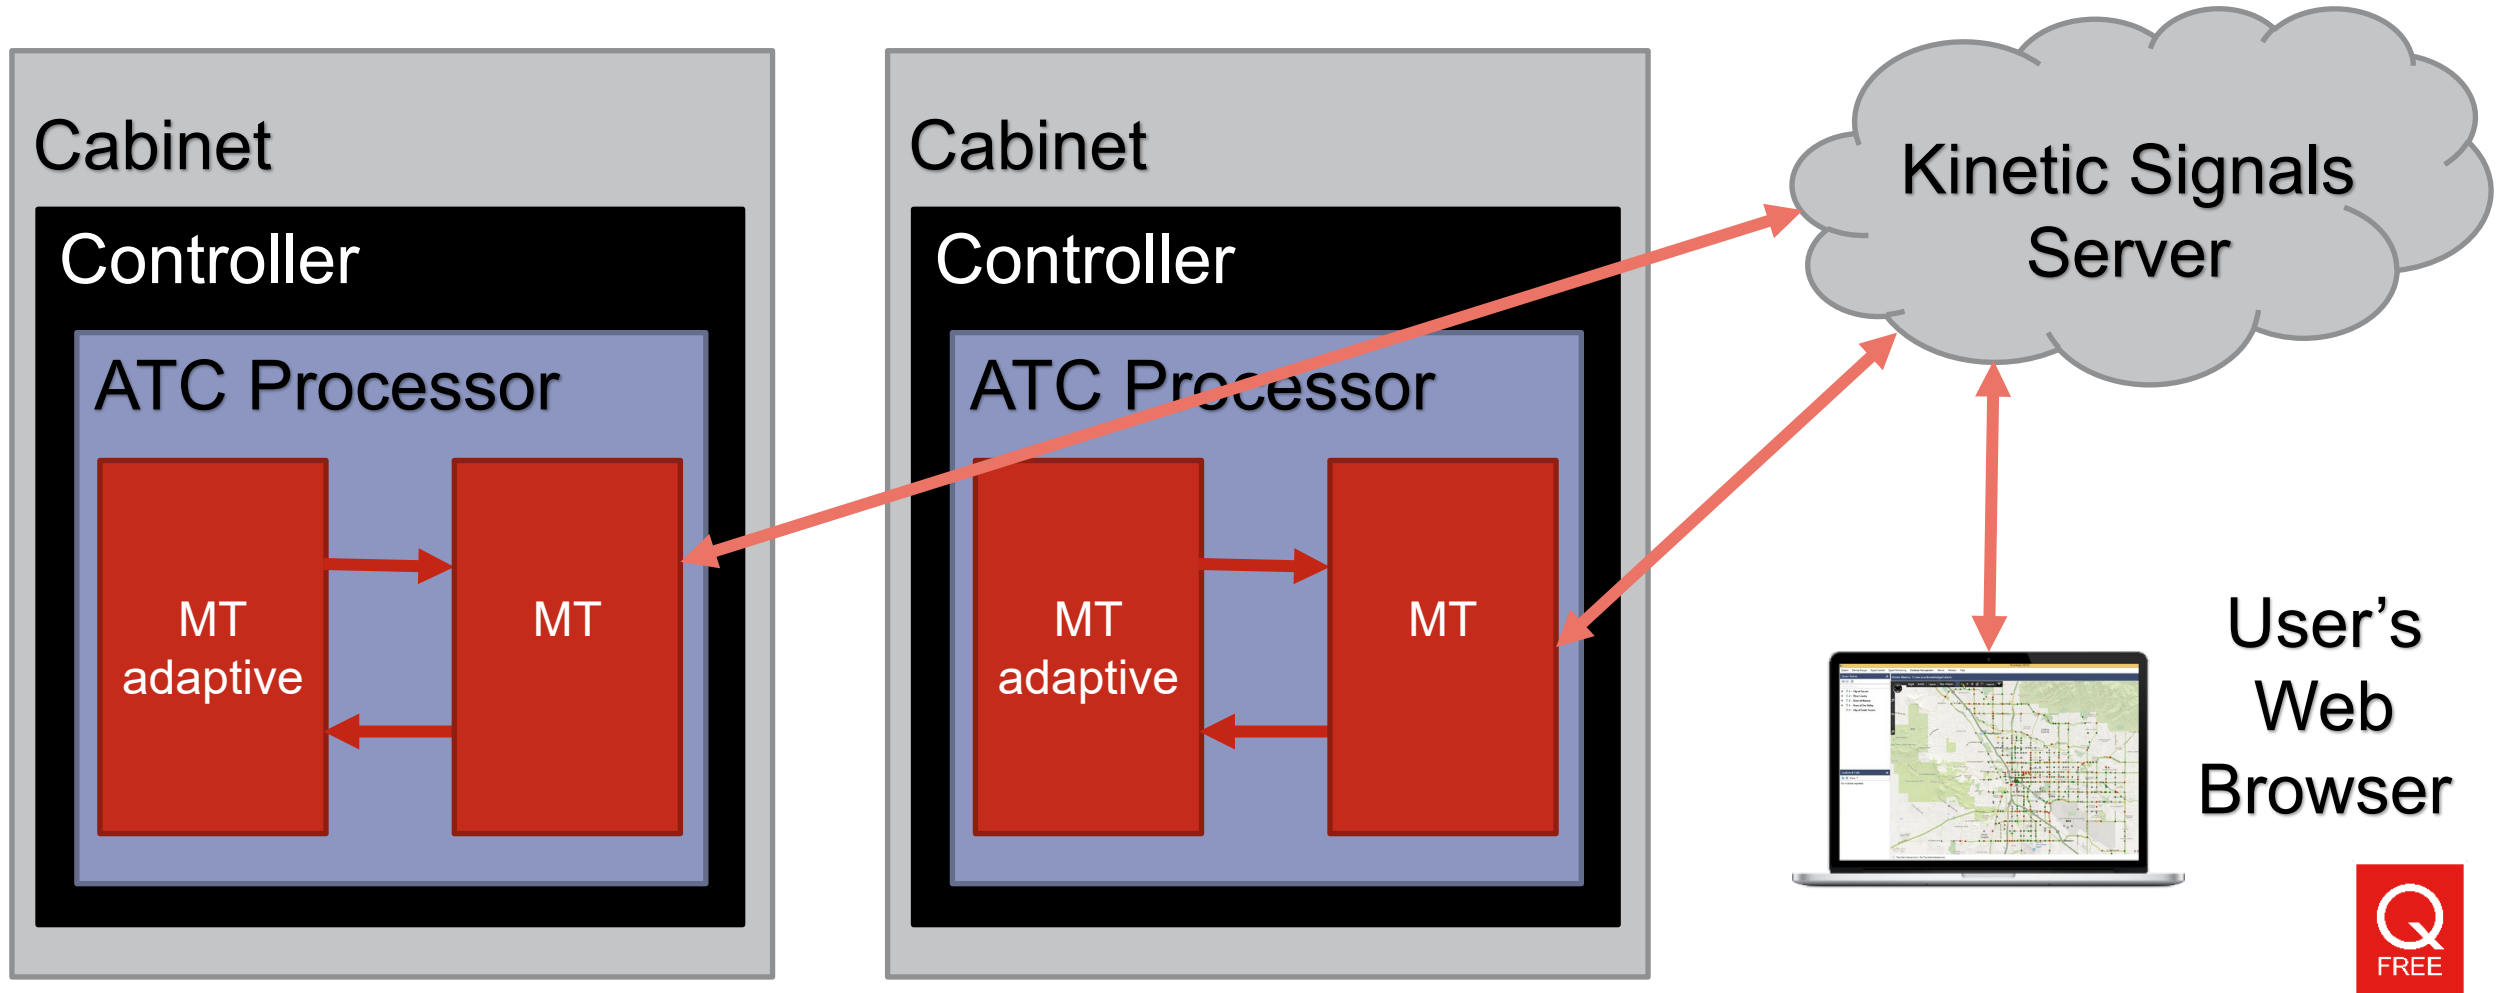 Cabinet
Controller
ATC Processor
MT
adaptive
MT
Cabinet
Controller
ATC Processor
MT
adaptive
MT
Kinetic Signals
Server
User’s
Web
Browser
Q
FREE